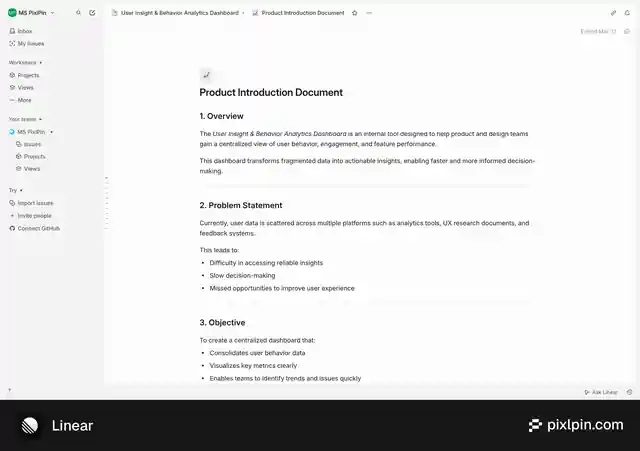 MS PixlPin
User Insight & Behavior Analytics Dashboard
Product Introduction Document
Edited Mar 12
Inbox
My issues
Workspace
Projects
Views
More
Your teams
MS PixlPin
Issues
Projects
Views
Try
Import issues
Invite people
Connect GitHub
Product Introduction Document
1. Overview
The User Insight & Behavior Analytics Dashboard is an internal tool designed to help product and design teams
gain a centralized view of user behavior, engagement, and feature performance.
This dashboard transforms fragmented data into actionable insights, enabling faster and more informed decision-
making.
2. Problem Statement
Currently, user data is scattered across multiple platforms such as analytics tools, UX research documents, and
feedback systems.
This leads to:
• Difficulty in accessing reliable insights
• Slow decision-making
• Missed opportunities to improve user experience
3. Objective
To create a centralized dashboard that:
• Consolidates user behavior data
• Visualizes key metrics clearly
• Enables teams to identify trends and issues quickly
?
Ask Linear
Linear
pixlpin.com